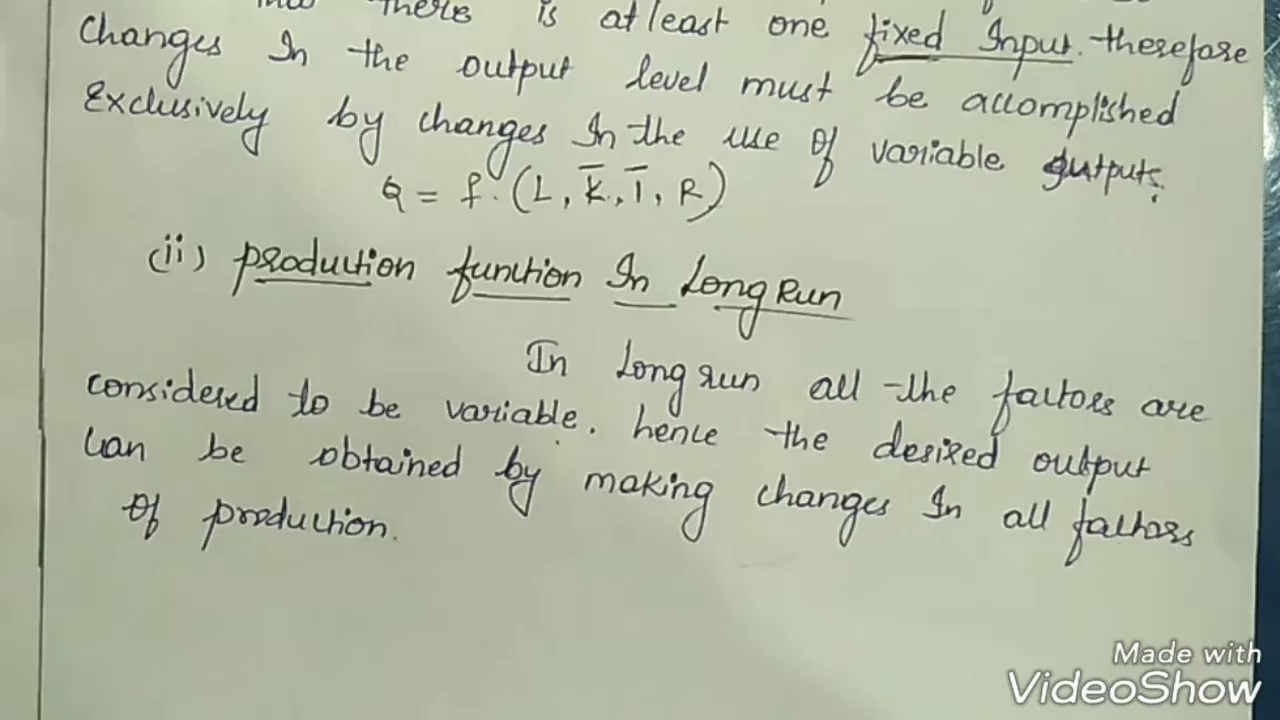 there is atleast one fixed Input. therefore
changes In the output level must be accomplished
Exclusively by changes In the use of variable outputs.
Q = f. (L, K̅, T̅, R)
(ii) production function In Long Run
In Long run all the factors are
considered to be variable. hence the desired output
can be obtained by making changes In all factors
of production.
Made with
VideoShow